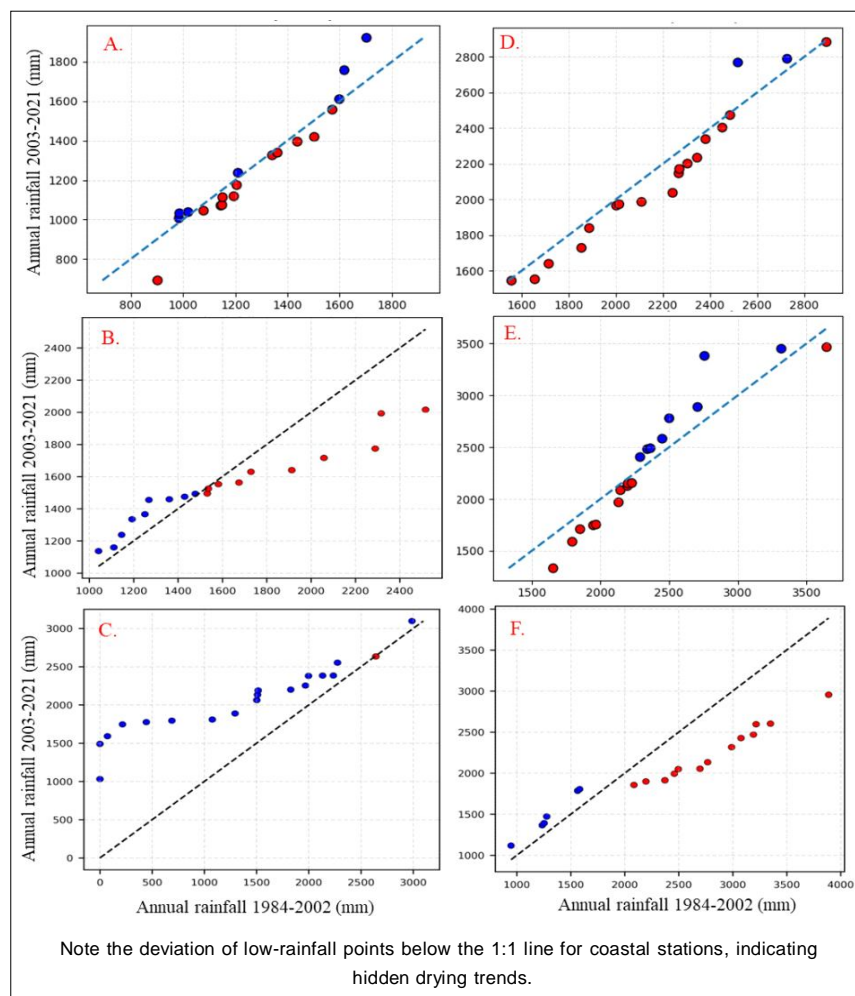 A.
D.
Annual rainfall 2003-2021 (mm)
1800
1600
1400
1200
1000
800
800 1000 1200 1400 1600 1800
2800
2600
2400
2200
2000
1800
1600
1600 1800 2000 2200 2400 2600 2800
B.
E.
Annual rainfall 2003-2021 (mm)
2400
2200
2000
1800
1600
1400
1200
1000
1000 1200 1400 1600 1800 2000 2200 2400
3500
3000
2500
2000
1500
1500 2000 2500 3000 3500
C.
F.
Annual rainfall 2003-2021 (mm)
3000
2500
2000
1500
1000
500
0
0 500 1000 1500 2000 2500 3000
4000
3500
3000
2500
2000
1500
1000
1000 1500 2000 2500 3000 3500 4000
Annual rainfall 1984-2002 (mm)
Annual rainfall 1984-2002 (mm)
Note the deviation of low-rainfall points below the 1:1 line for coastal stations, indicating
hidden drying trends.